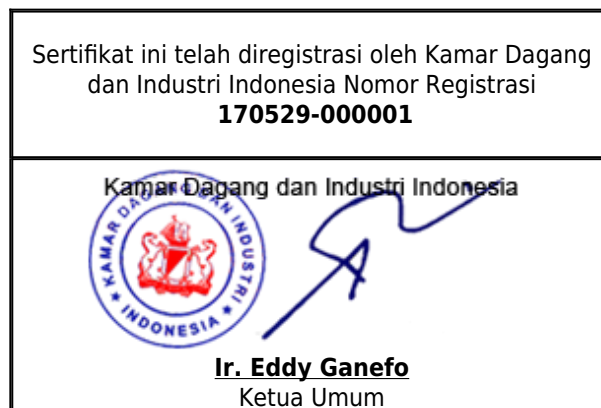 Sertifikat ini telah diregistrasi oleh Kamar Dagang
dan Industri Indonesia Nomor Registrasi
170529-000001
Kamar Dagang dan Industri Indonesia
KAMAR DAGANG DAN INDUSTRI
INDONESIA
Ir. Eddy Ganefo
Ketua Umum